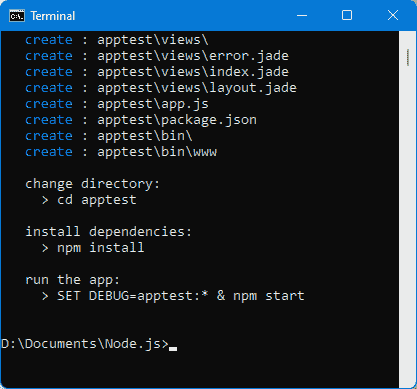 Terminal
create : apptest\views\
create : apptest\views\error.jade
create : apptest\views\index.jade
create : apptest\views\layout.jade
create : apptest\app.js
create : apptest\package.json
create : apptest\bin\
create : apptest\bin\www
change directory:
> cd apptest
install dependencies:
> npm install
run the app:
> SET DEBUG=apptest:* & npm start
D:\Documents\Node.js>